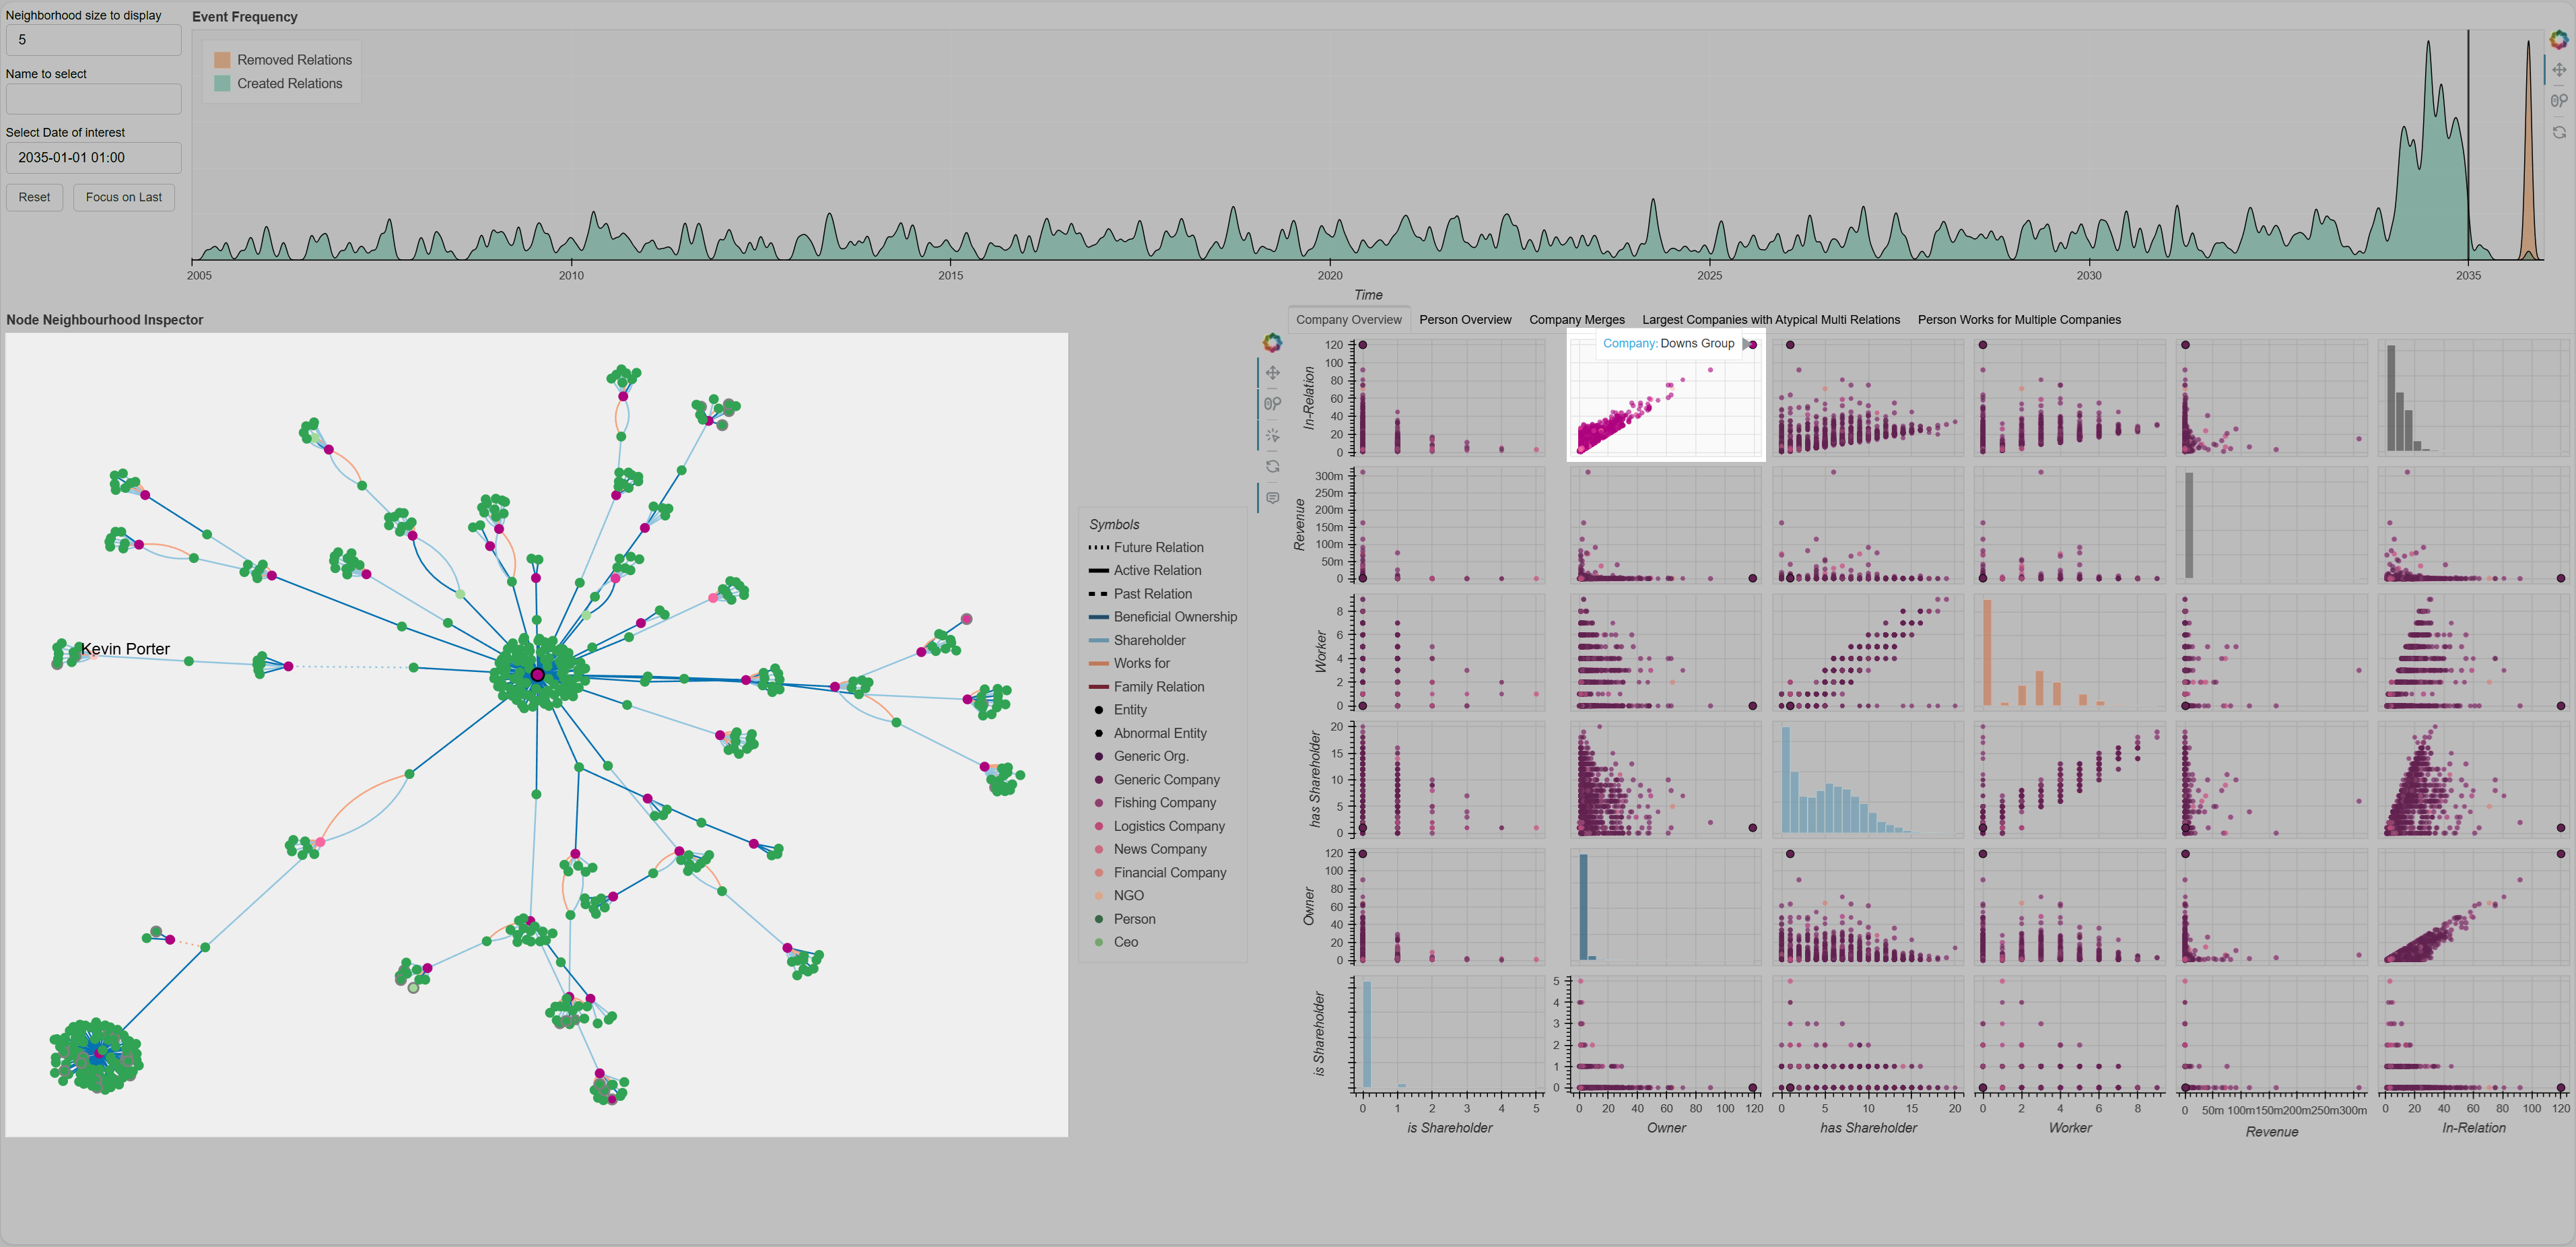 Neighborhood size to display
5
Name to select
Select Date of interest
2035-01-01 01:00
Reset
Focus on Last
Event Frequency
Removed Relations
Created Relations
2005
2010
2015
2020
2025
2030
2035
Time
Node Neighbourhood Inspector
Kevin Porter
Symbols
Future Relation
Active Relation
Past Relation
Beneficial Ownership
Shareholder
Works for
Family Relation
Entity
Abnormal Entity
Generic Org.
Generic Company
Fishing Company
Logistics Company
News Company
Financial Company
NGO
Person
Ceo
Company Overview
Person Overview
Company Merges
Largest Companies with Atypical Multi Relations
Person Works for Multiple Companies
Company: Downs Group
In-Relation
120
100
80
60
40
20
0
Revenue
300m
250m
200m
150m
100m
50m
0
Worker
8
6
4
2
0
has Shareholder
20
15
10
5
0
Owner
120
100
80
60
40
20
0
is Shareholder
5
4
3
2
1
0
0 1 2 3 4 5
is Shareholder
0 20 40 60 80 100 120
Owner
0 5 10 15 20
has Shareholder
0 2 4 6 8
Worker
0 50m 100m150m200m250m300m
Revenue
0 20 40 60 80 100 120
In-Relation